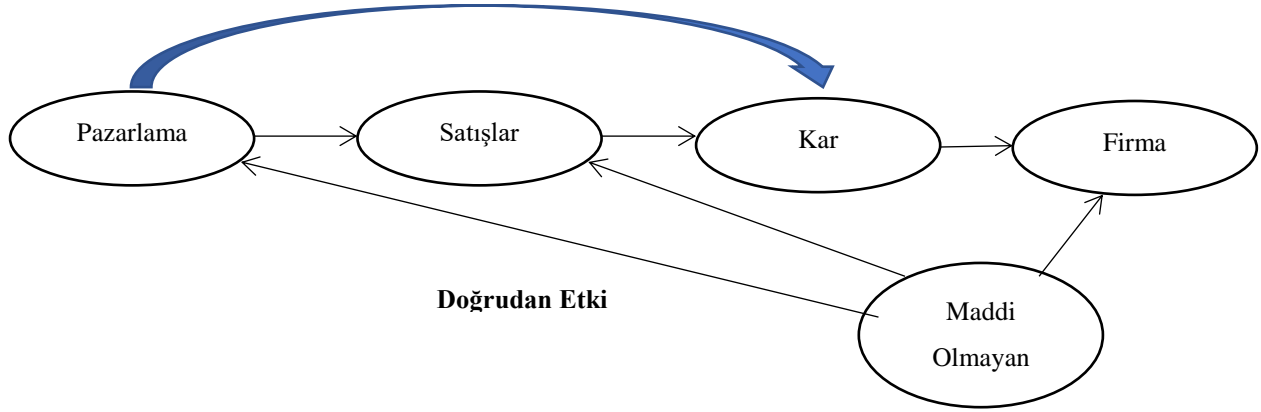 Pazarlama
Satışlar
Kar
Firma
Doğrudan Etki
Maddi
Olmayan